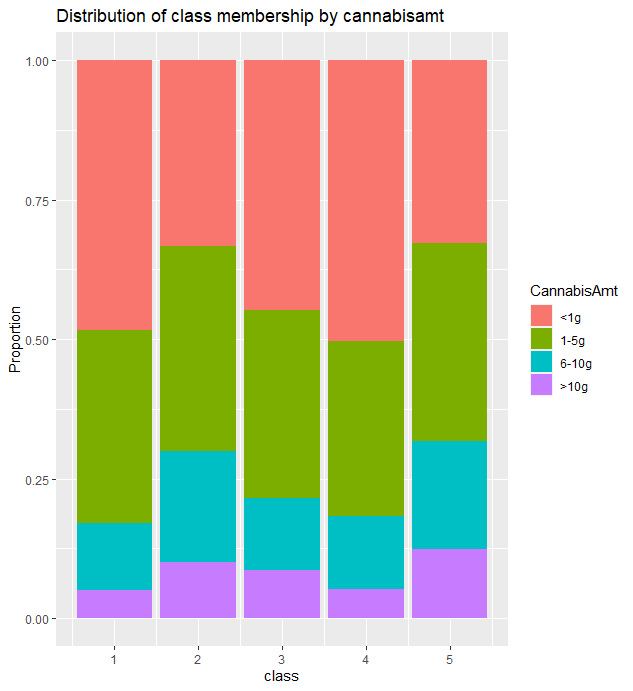 Distribution of class membership by cannabisamt
1.00
0.75
0.50
0.25
0.00
Proportion
1 2 3 4 5
class
CannabisAmt
<1g
1-5g
6-10g
>10g